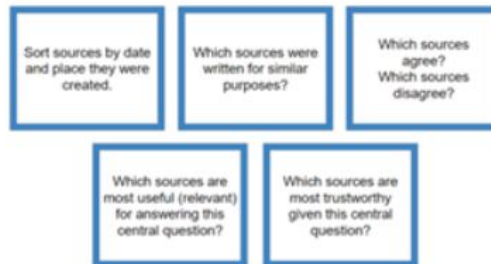 Sort sources by date
and place they were
created.
Which sources were
written for similar
purposes?
Which sources
agree?
Which sources
disagree?
Which sources are
most useful (relevant)
for answering this
central question?
Which sources are
most trustworthy
given this central
question?